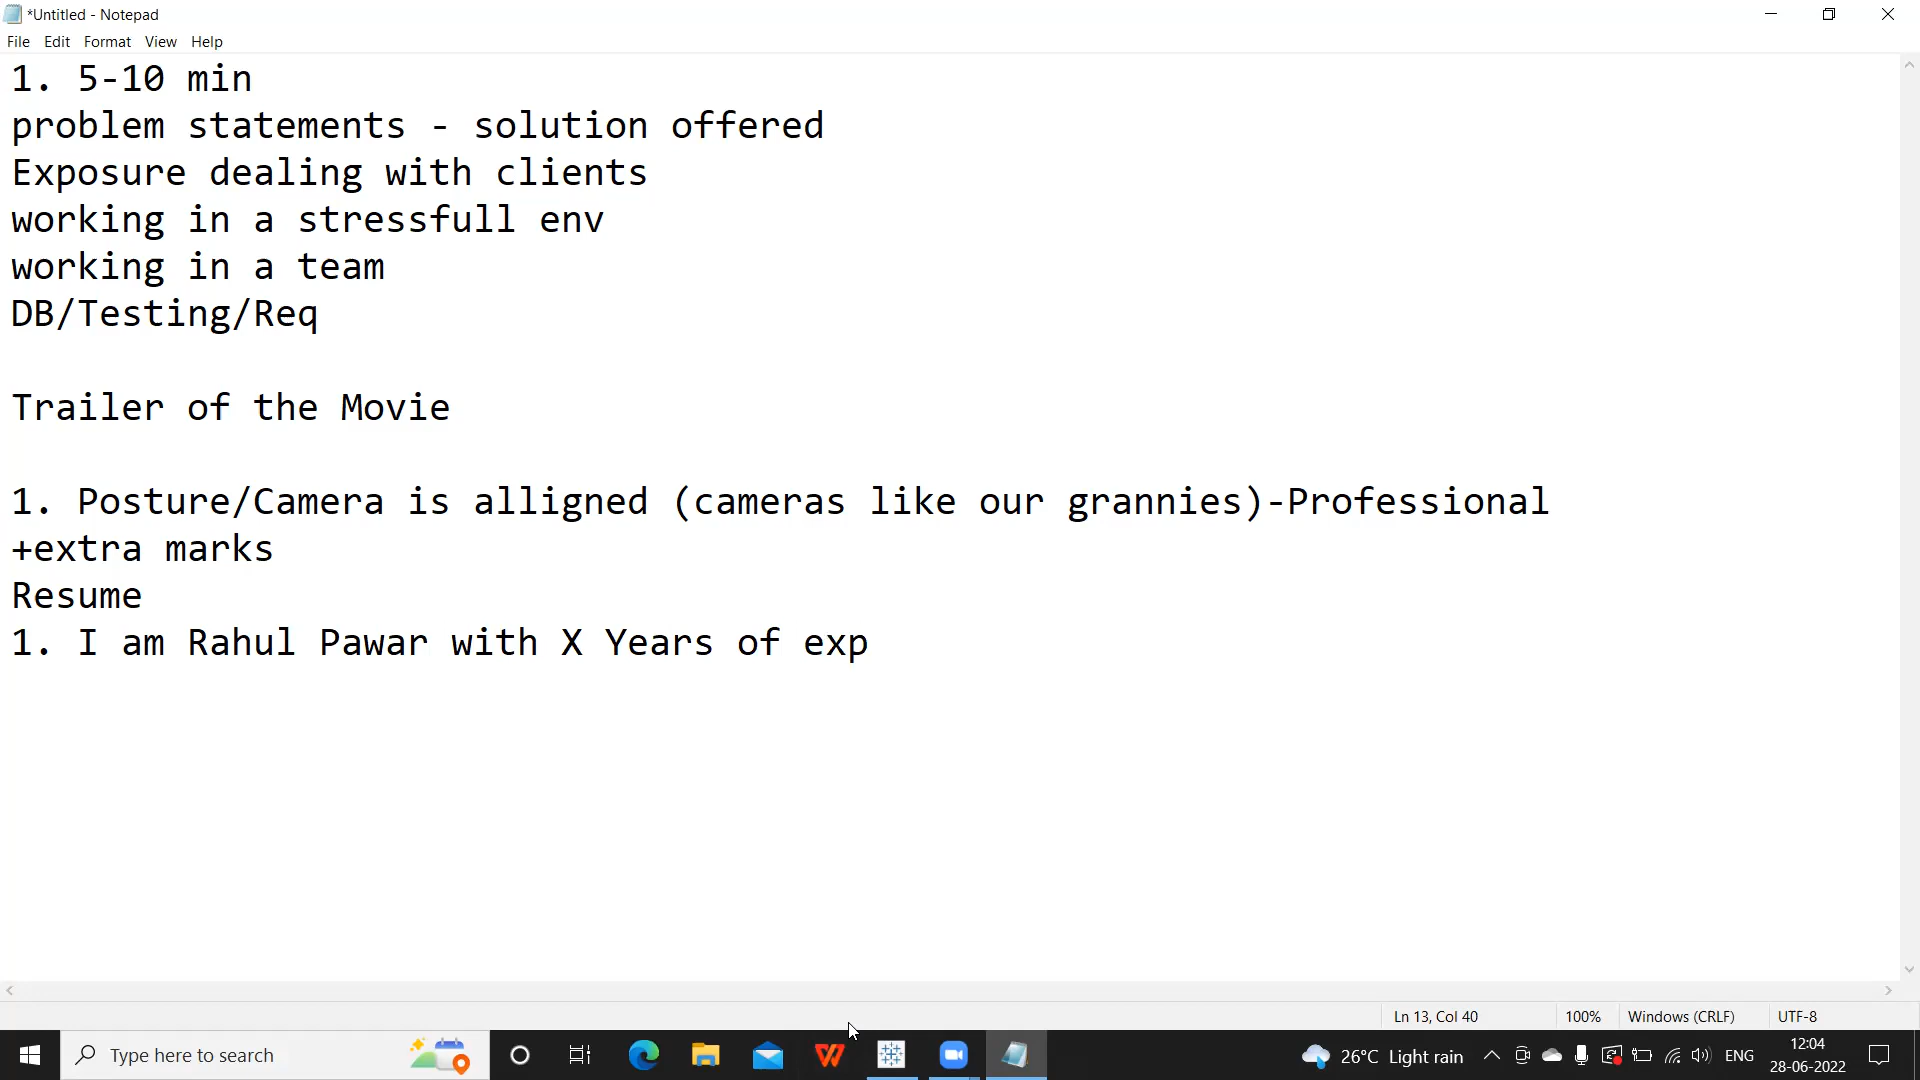 *Untitled - Notepad
File Edit Format View Help
1. 5-10 min
problem statements - solution offered
Exposure dealing with clients
working in a stressfull env
working in a team
DB/Testing/Req
Trailer of the Movie
1. Posture/Camera is alligned (cameras like our grannies)-Professional
+extra marks
Resume
1. I am Rahul Pawar with X Years of exp
Ln 13, Col 40 100% Windows (CRLF) UTF-8
Type here to search
26°C Light rain ENG 12:04
28-06-2022